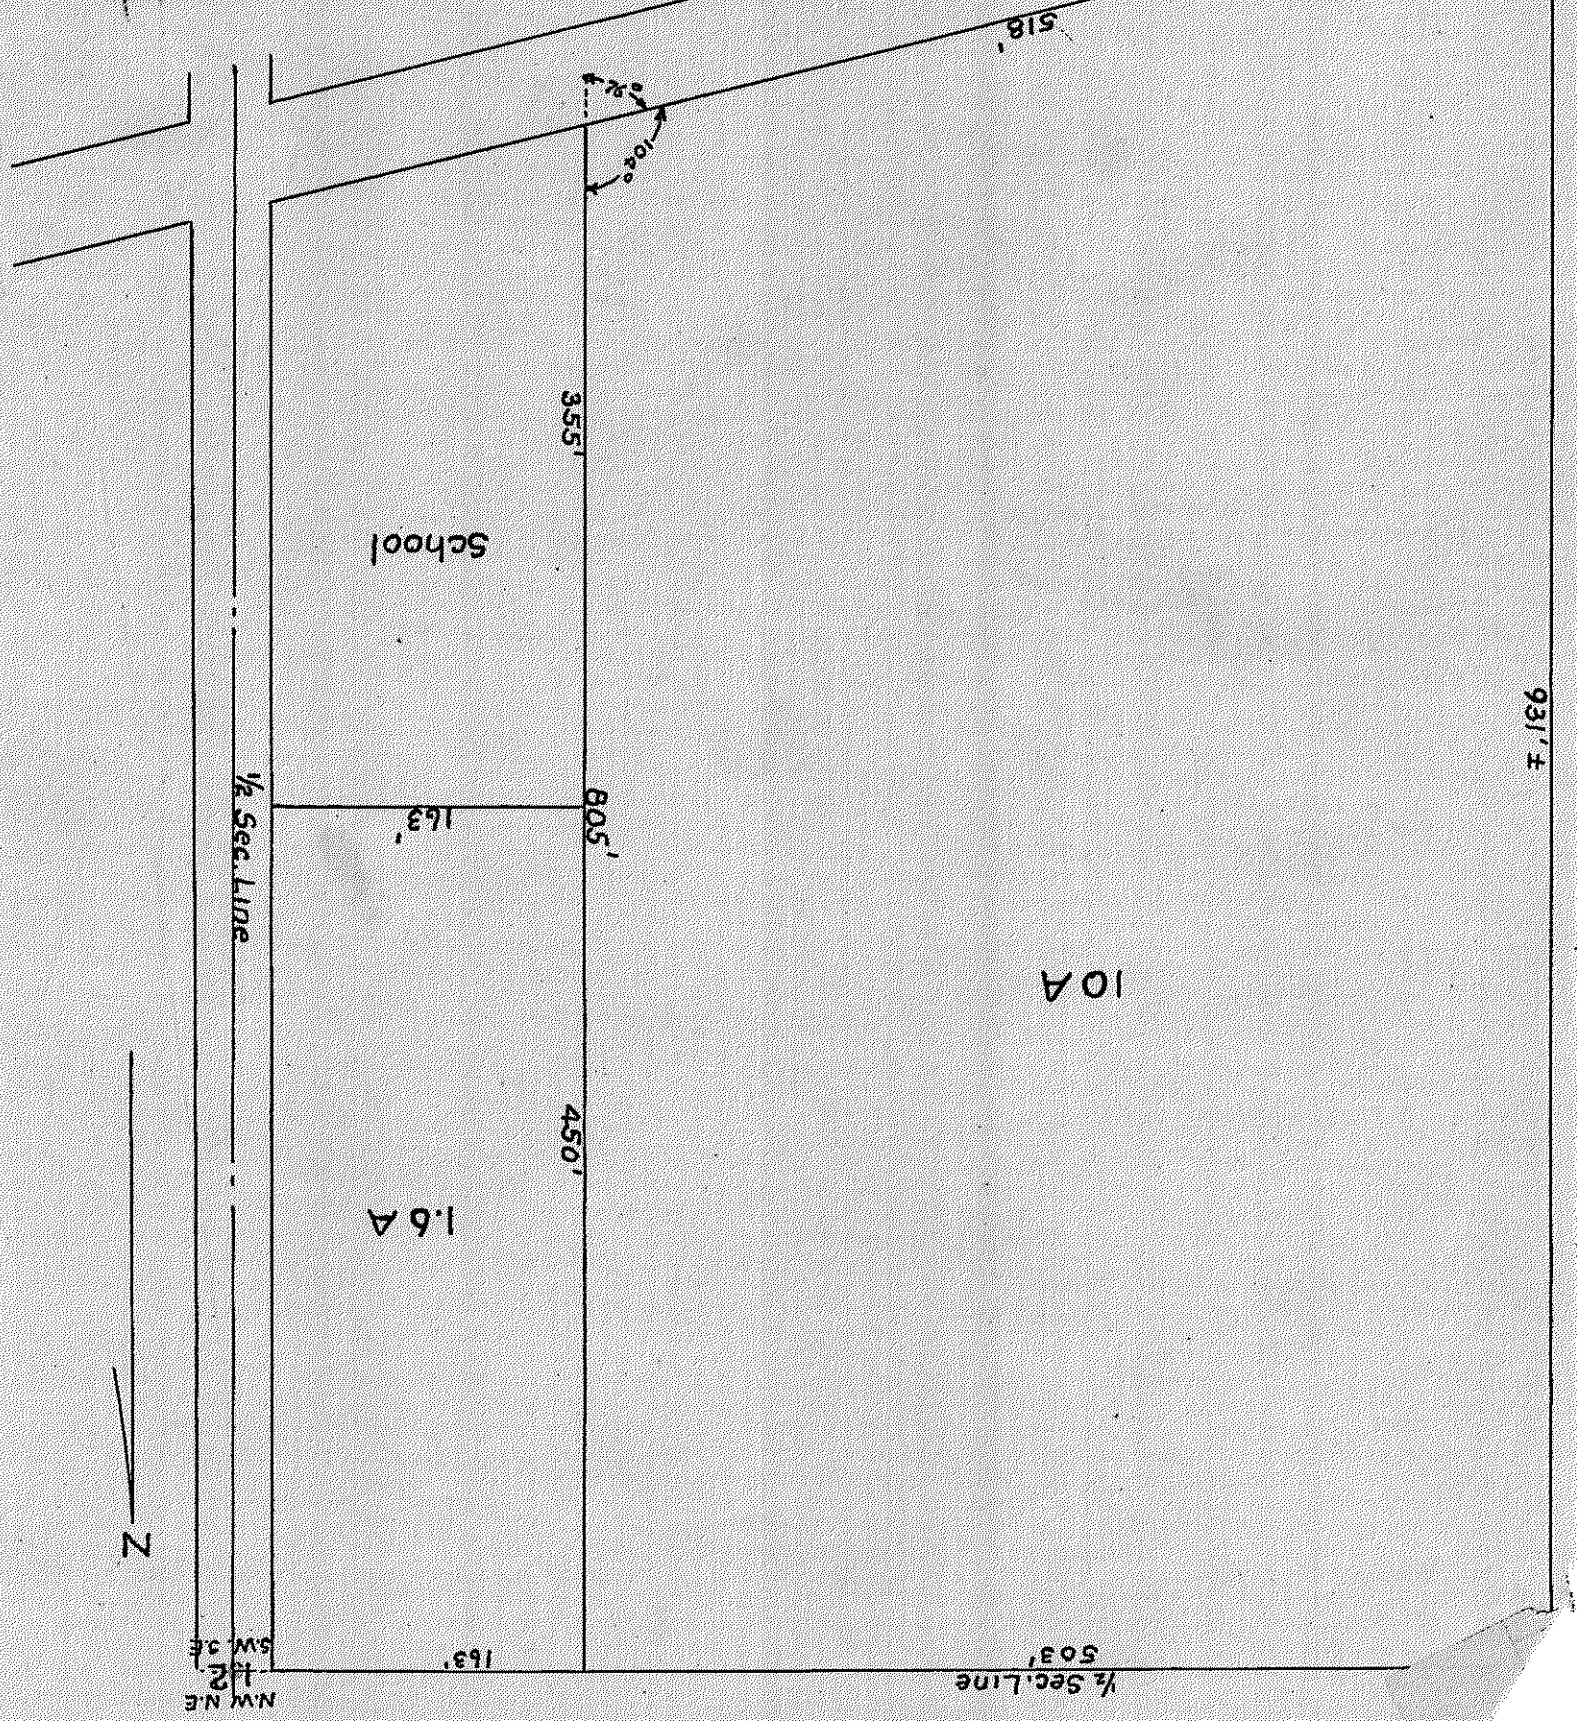 ½ Sec. Line
503'
163'
N.W N.E
12
S.W. S.E
N
1.6 A
450'
10 A
½ Sec. Line
805'
163'
931' ±
School
355'
104°
76°
518'